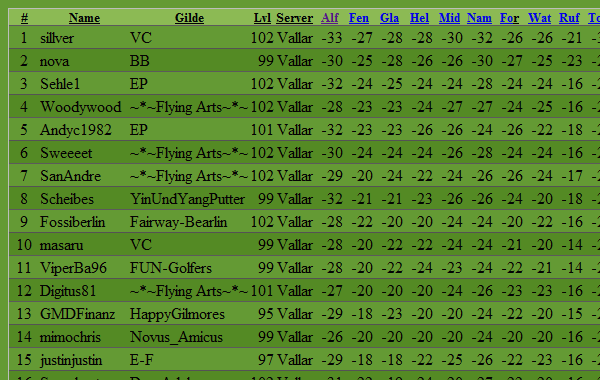 # Name Gilde Lvl Server Alf Fen Gla Hel Mid Nam For Wat Ruf
1 sillver VC 102 Vallar -33 -27 -28 -28 -30 -32 -26 -26 -21
2 nova BB 99 Vallar -30 -25 -28 -26 -26 -30 -27 -25 -23
3 Sehle1 EP 102 Vallar -32 -24 -25 -24 -24 -28 -24 -24 -16
4 Woodywood ~*~Flying Arts~*~ 102 Vallar -28 -23 -23 -24 -27 -27 -24 -25 -16
5 Andyc1982 EP 101 Vallar -32 -23 -23 -26 -26 -24 -26 -22 -18
6 Sweeeet ~*~Flying Arts~*~ 102 Vallar -30 -24 -24 -24 -26 -28 -24 -24 -16
7 SanAndre ~*~Flying Arts~*~ 102 Vallar -29 -20 -24 -22 -24 -26 -26 -24 -17
8 Scheibes YinUndYangPutter 99 Vallar -32 -21 -21 -23 -26 -26 -24 -20 -18
9 Fossiberlin Fairway-Bearlin 102 Vallar -28 -22 -20 -20 -24 -24 -20 -22 -16
10 masaru VC 99 Vallar -28 -20 -22 -22 -24 -21 -20 -20 -14
11 ViperBa96 FUN-Golfers 99 Vallar -28 -20 -22 -24 -23 -24 -22 -21 -14
12 Digitus81 ~*~Flying Arts~*~ 101 Vallar -27 -20 -20 -20 -24 -26 -23 -23 -16
13 GMDFinanz HappyGilmores 95 Vallar -29 -18 -23 -20 -20 -24 -22 -20 -15
14 mimochris Novus_Amicus 99 Vallar -26 -20 -20 -20 -20 -24 -20 -20 -16
15 justinjustin E-F 97 Vallar -29 -18 -18 -22 -25 -26 -22 -23 -16